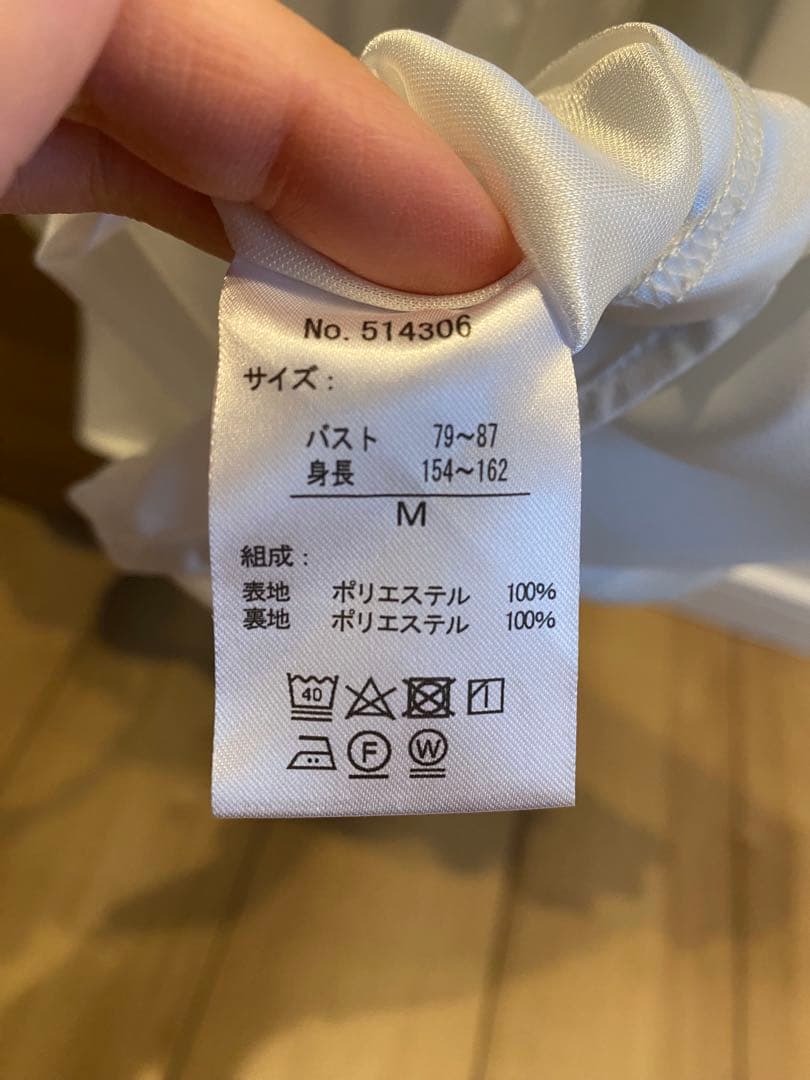 No. 514306
サイズ：
バスト 79～87
身長 154～162
M
組成：
表地 ポリエステル 100%
裏地 ポリエステル 100%
40
F W